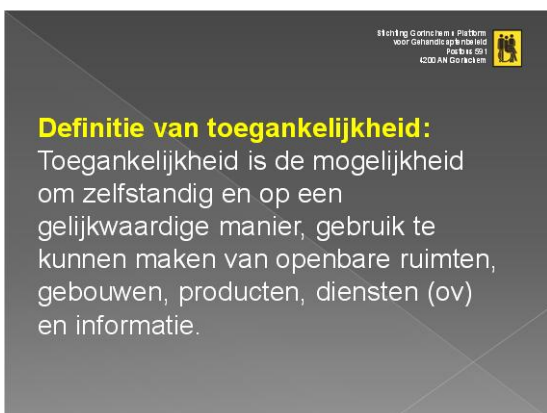 Stichting Gorinchems Platform
voor Gehandicaptenbeleid
Postbus 591
4200 AN Gorinchem
Definitie van toegankelijkheid:
Toegankelijkheid is de mogelijkheid
om zelfstandig en op een
gelijkwaardige manier, gebruik te
kunnen maken van openbare ruimten,
gebouwen, producten, diensten (ov)
en informatie.